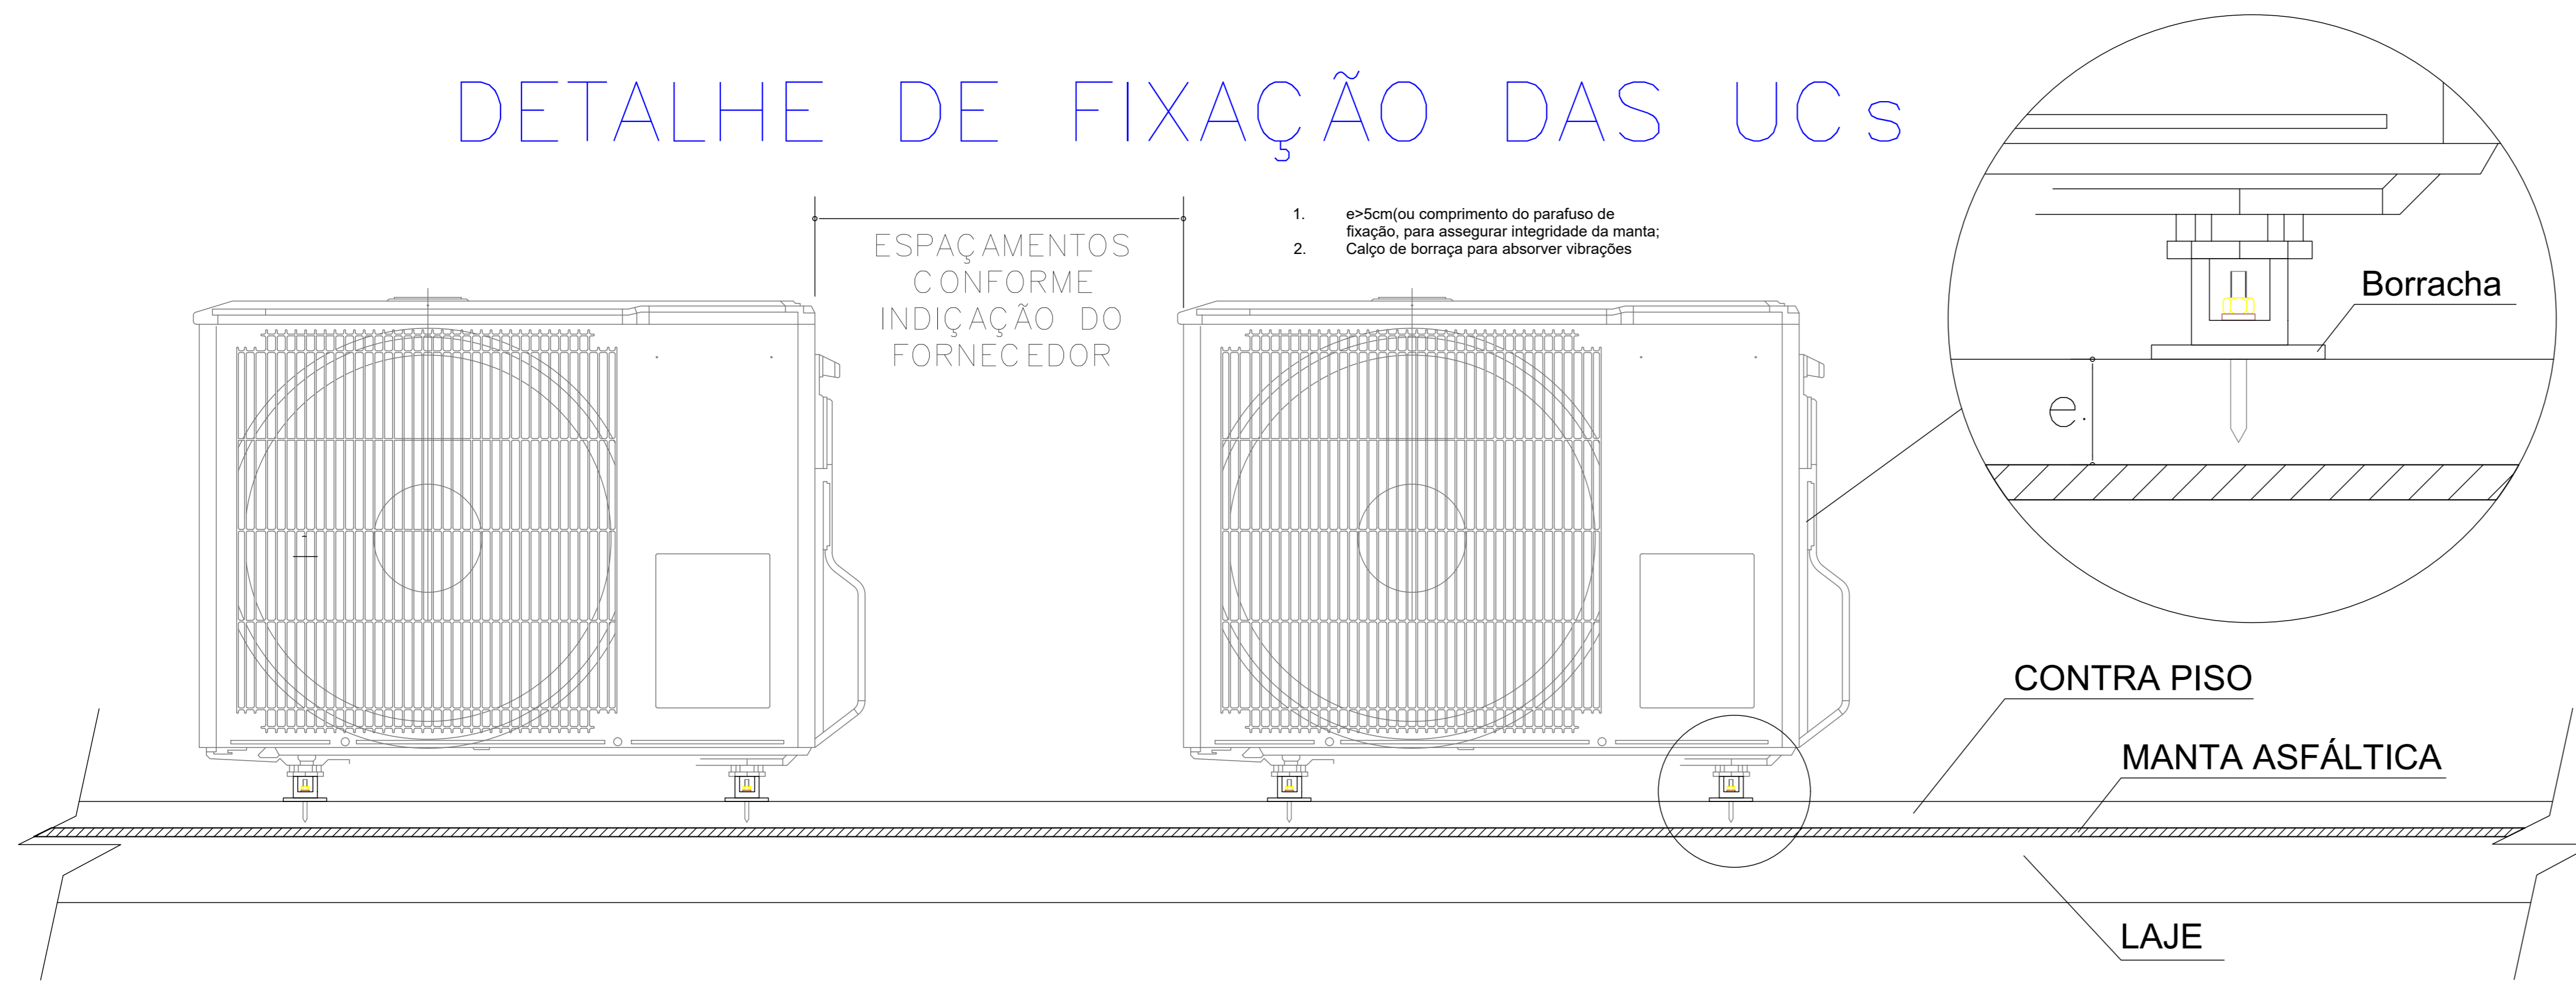 DETALHE DE FIXAÇÃO DAS UCs
ESPAÇAMENTOS
CONFORME
INDIÇAÇÃO DO
FORNECEDOR
1. e>5cm(ou comprimento do parafuso de
fixação, para assegurar integridade da manta;
2. Calço de borraça para absorver vibrações
Borracha
e.
CONTRA PISO
MANTA ASFÁLTICA
LAJE